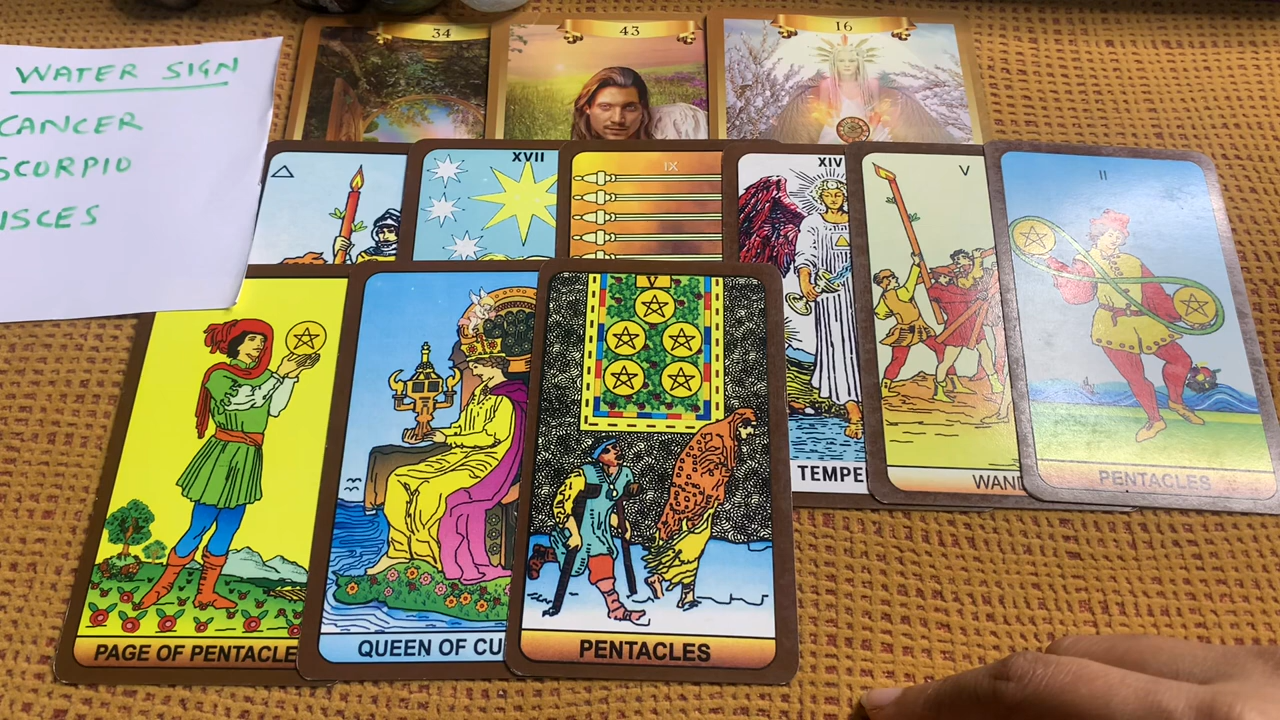 WATER SIGN
CANCER
SCORPIO
ISCES
34
43
16
XVII
IX
XIV
V
II
TEMPE
WAND
PENTACLES
V
PAGE OF PENTACLE
QUEEN OF CU
PENTACLES